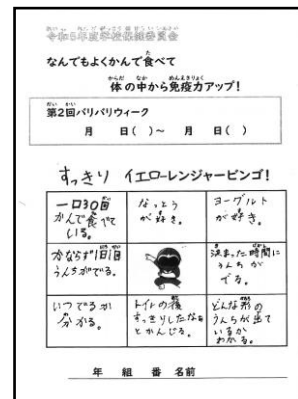 令和5年度学校保健委員会
なんでもよくかんで食べて
体の中から免疫力アップ!
第2回バリバリウィーク
月 日( )～ 月 日( )
すっきり イエローレンジャービンゴ!
一口30回
かんで食べて
いる。
なっとう
が好き。
ヨーグルト
が好き。
かならず1日1回
うんちがでる。
決まった時間に
うんちが
でる。
いつでるか
分かる。
トイレの後
すっきりしたなぁ
とかんじる。
どんな形の
うんちが出て
いるか
わかる。
年 組 番 名前